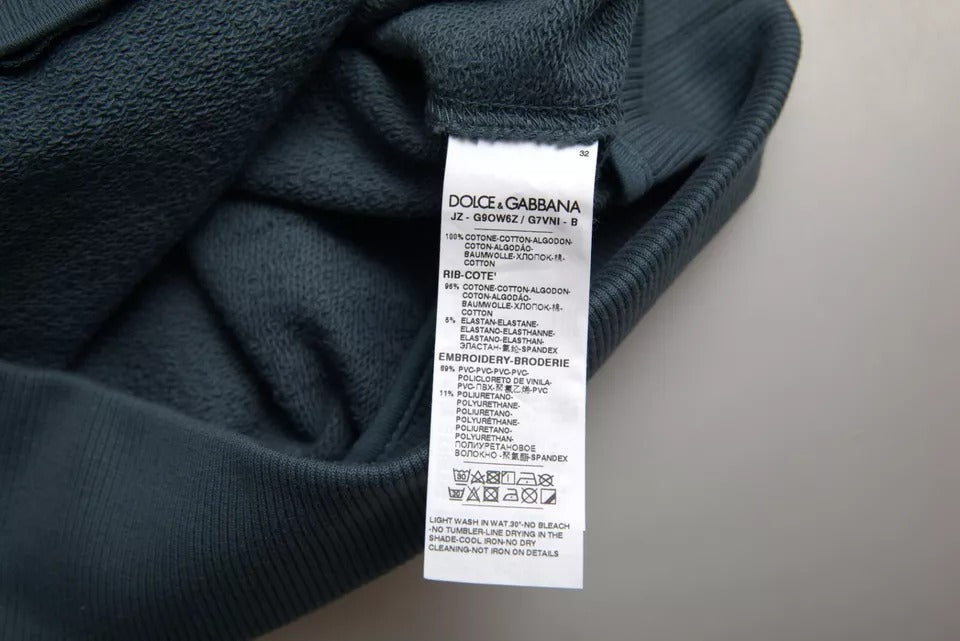 32
DOLCE & GABBANA
JZ - G9OW6Z / G7VNI - B
100% COTONE-COTTON-ALGODON-
COTON-ALGODÃO-
BAUMWOLLE-ХЛОПОК-棉-
COTTON
RIB-COTE'
95% COTONE-COTTON-ALGODON-
COTON-ALGODÃO-
BAUMWOLLE-ХЛОПОК-棉-
COTTON
5% ELASTAN-ELASTANE-
ELASTANO-ELASTHANNE-
ELASTANO-ELASTHAN-
ЭЛАСТАН-氨纶-SPANDEX
EMBROIDERY-BRODERIE
89% PVC-PVC-PVC-PVC-
POLICLORETO DE VINILA-
PVC-ПВХ-聚氯乙烯-PVC
11% POLIURETANO-
POLYURETHANE-
POLIURETANO-
POLYURÉTHANE-
POLIURETANO-
POLYURETHAN-
ПОЛИУРЕТАНОВОЕ
ВОЛОКНО-聚氨酯-SPANDEX
30
LIGHT WASH IN WAT.30°-NO BLEACH
-NO TUMBLER-LINE DRYING IN THE
SHADE-COOL IRON-NO DRY
CLEANING-NOT IRON ON DETAILS